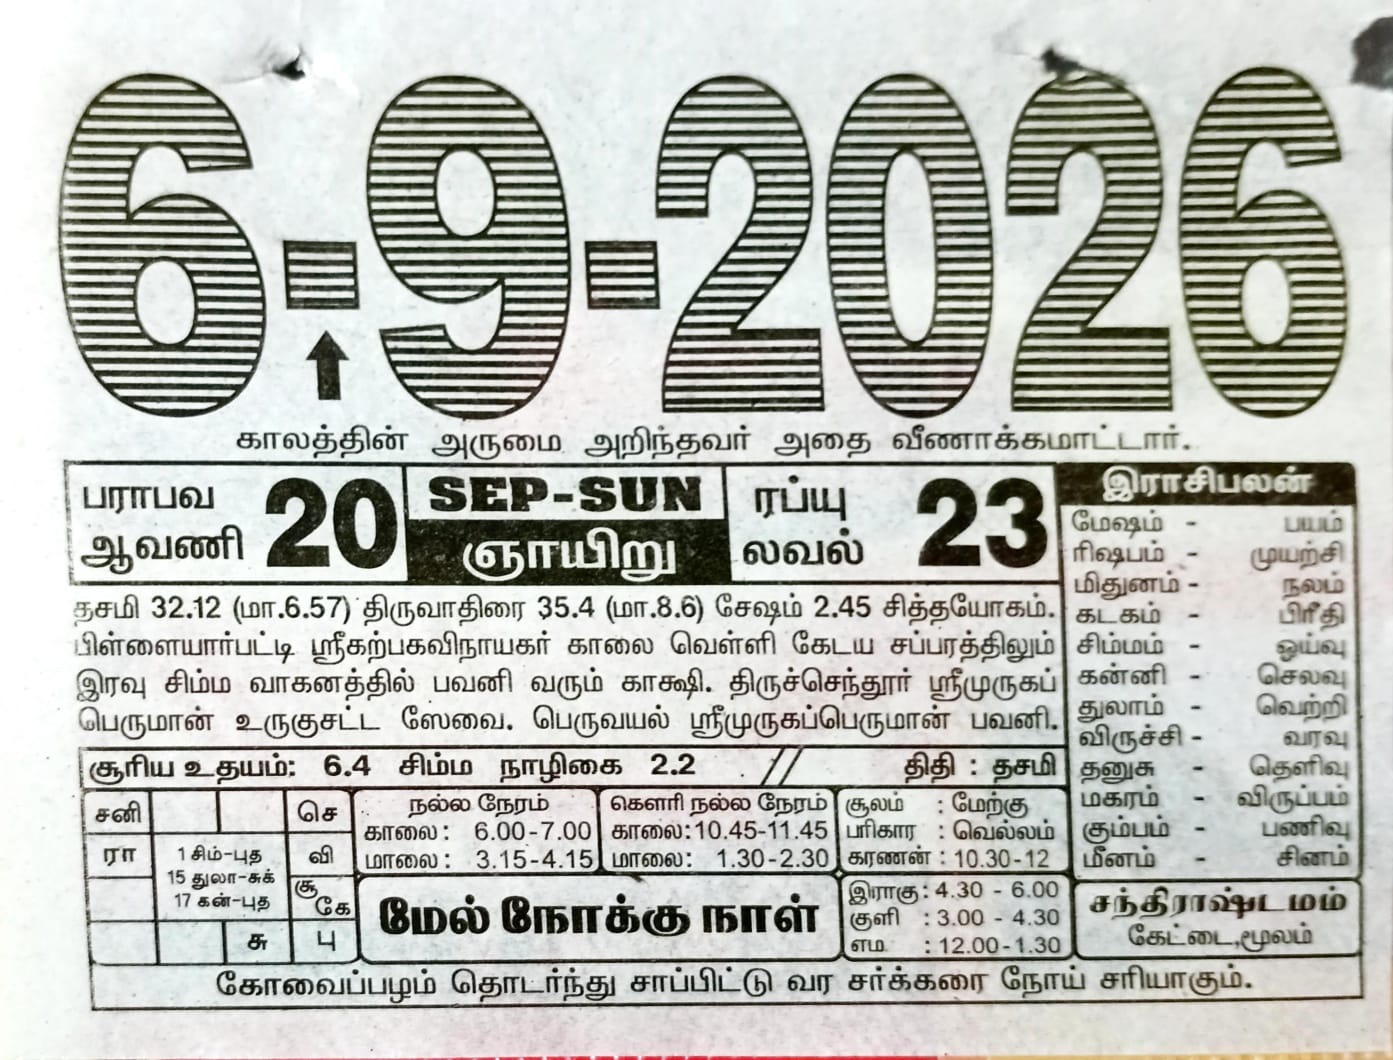 6-9-2026
காலத்தின் அருமை அறிந்தவர் அதை வீணாக்கமாட்டார்.
பராபவ
ஆவணி 20
SEP-SUN
ஞாயிறு
ரப்யு
லவல் 23
தசமி 32.12 (மா.6.57) திருவாதிரை 35.4 (மா.8.6) சேஷம் 2.45 சித்தயோகம்.
பிள்ளையார்பட்டி ஸ்ரீகற்பகவிநாயகர் காலை வெள்ளி கேடய சப்பரத்திலும்
இரவு சிம்ம வாகனத்தில் பவனி வரும் காக்ஷி. திருச்செந்தூர் ஸ்ரீமுருகப்
பெருமான் உருகுசட்ட ஸேவை. பெருவயல் ஸ்ரீமுருகப்பெருமான் பவனி.
சூரிய உதயம்: 6.4 சிம்ம நாழிகை 2.2 // திதி : தசமி
இராசிபலன்
மேஷம் - பயம்
ரிஷபம் - முயற்சி
மிதுனம் - நலம்
கடகம் - பிரீதி
சிம்மம் - ஓய்வு
கன்னி - செலவு
துலாம் - வெற்றி
விருச்சி - வரவு
தனுசு - தெளிவு
மகரம் - விருப்பம்
கும்பம் - பணிவு
மீனம் - சினம்
சனி செ
ரா 1 சிம்-புத வி
15 துலா-சுக்
17 கன்-புத சூ கே
சு பு
நல்ல நேரம்
காலை: 6.00-7.00
மாலை: 3.15-4.15
கௌரி நல்ல நேரம்
காலை: 10.45-11.45
மாலை: 1.30-2.30
சூலம் : மேற்கு
பரிகார : வெல்லம்
கரணன் : 10.30-12
மேல் நோக்கு நாள்
இராகு: 4.30 - 6.00
குளி : 3.00 - 4.30
எம. : 12.00-1.30
சந்திராஷ்டமம்
கேட்டை,மூலம்
கோவைப்பழம் தொடர்ந்து சாப்பிட்டு வர சர்க்கரை நோய் சரியாகும்.